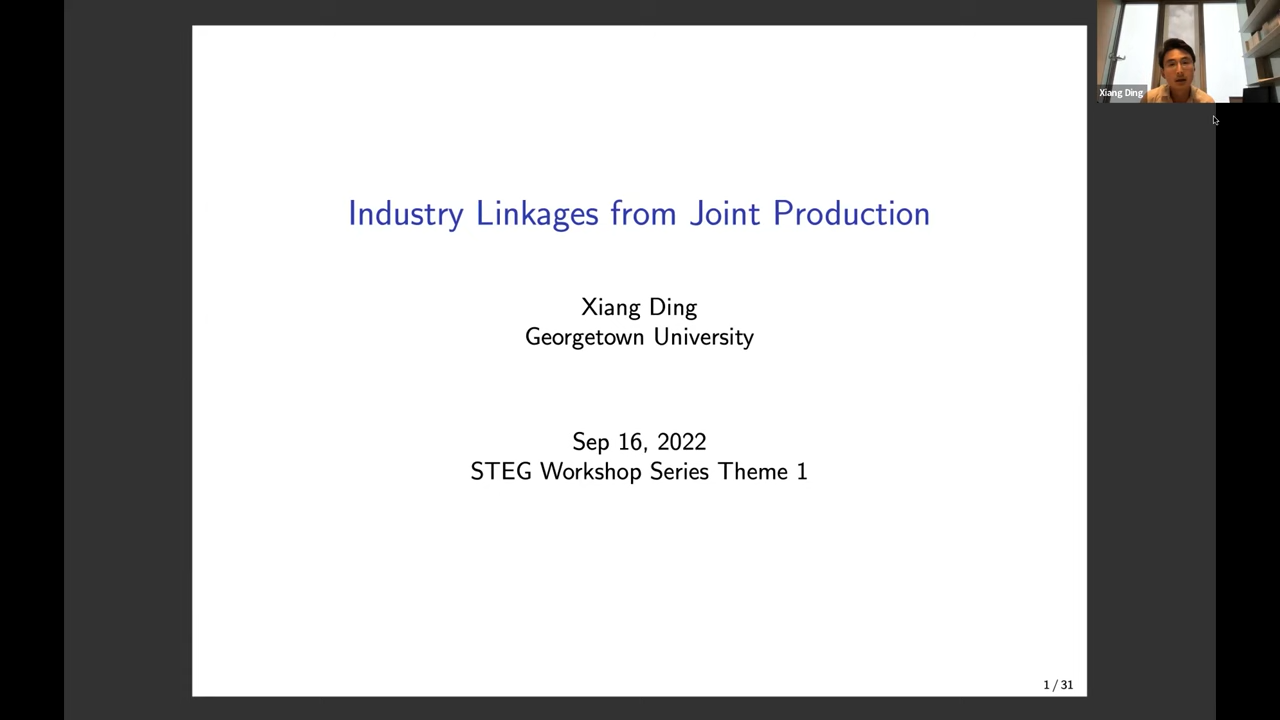 Xiang Ding
Industry Linkages from Joint Production
Xiang Ding
Georgetown University
Sep 16, 2022
STEG Workshop Series Theme 1
1 / 31